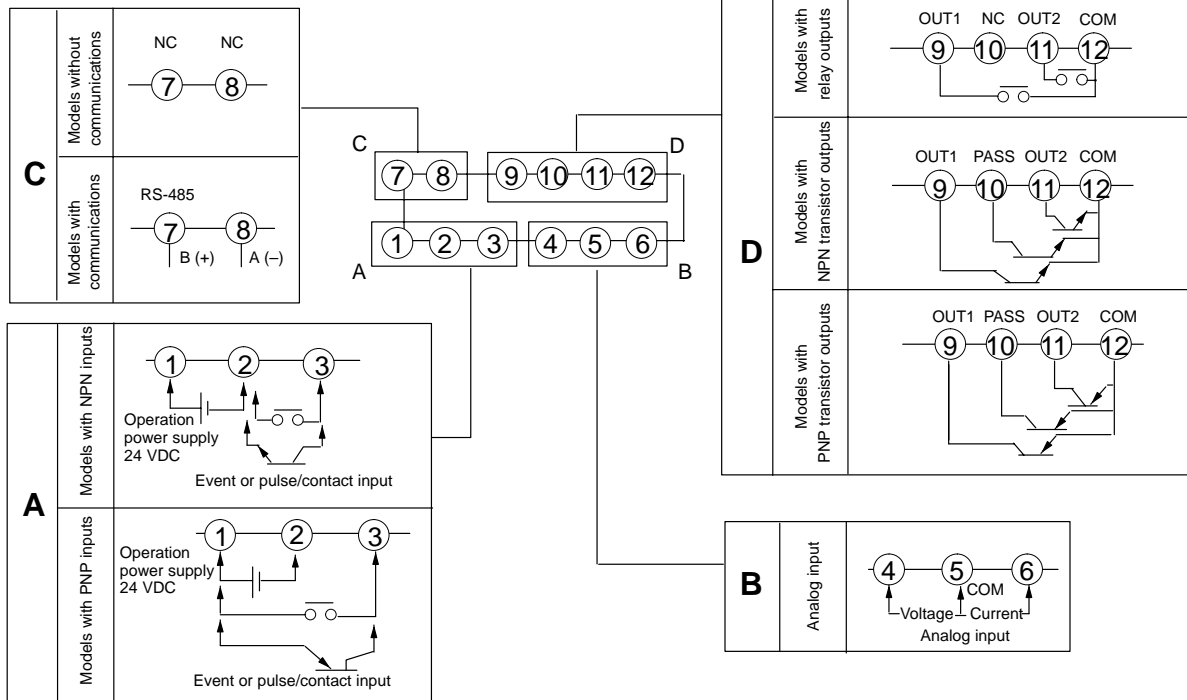 C
Models without
communications
NC NC
7 8
Models with
communications
RS-485
7 8
B (+) A (–)
C D
7 8 9 10 11 12
1 2 3 4 5 6
A B
D
Models with
relay outputs
OUT1 NC OUT2 COM
9 10 11 12
Models with
NPN transistor outputs
OUT1 PASS OUT2 COM
9 10 11 12
Models with
PNP transistor outputs
OUT1 PASS OUT2 COM
9 10 11 12
A
Models with NPN inputs
1 2 3
Operation
power supply
24 VDC
Event or pulse/contact input
Models with PNP inputs
1 2 3
Operation
power supply
24 VDC
Event or pulse/contact input
B
Analog input
4 5 6
COM
Voltage Current
Analog input